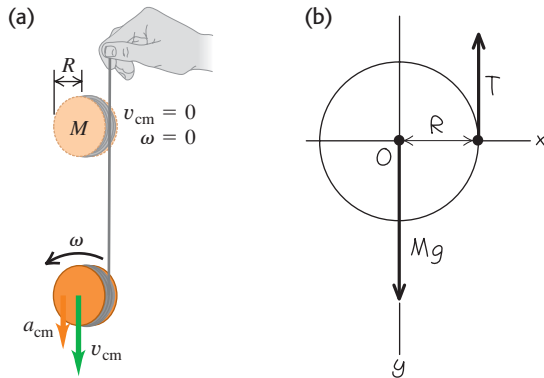 (a)
R
M
v_cm = 0
ω = 0
ω
a_cm
v_cm
(b)
T
R
x
O
Mg
y